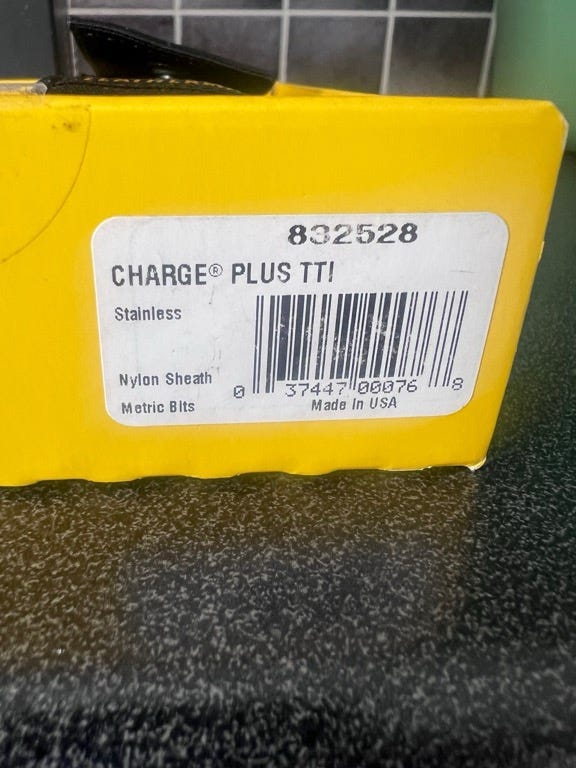 832528
CHARGE® PLUS TTI
Stainless
Nylon Sheath
Metric Bits
0 37447 00076 8
Made In USA